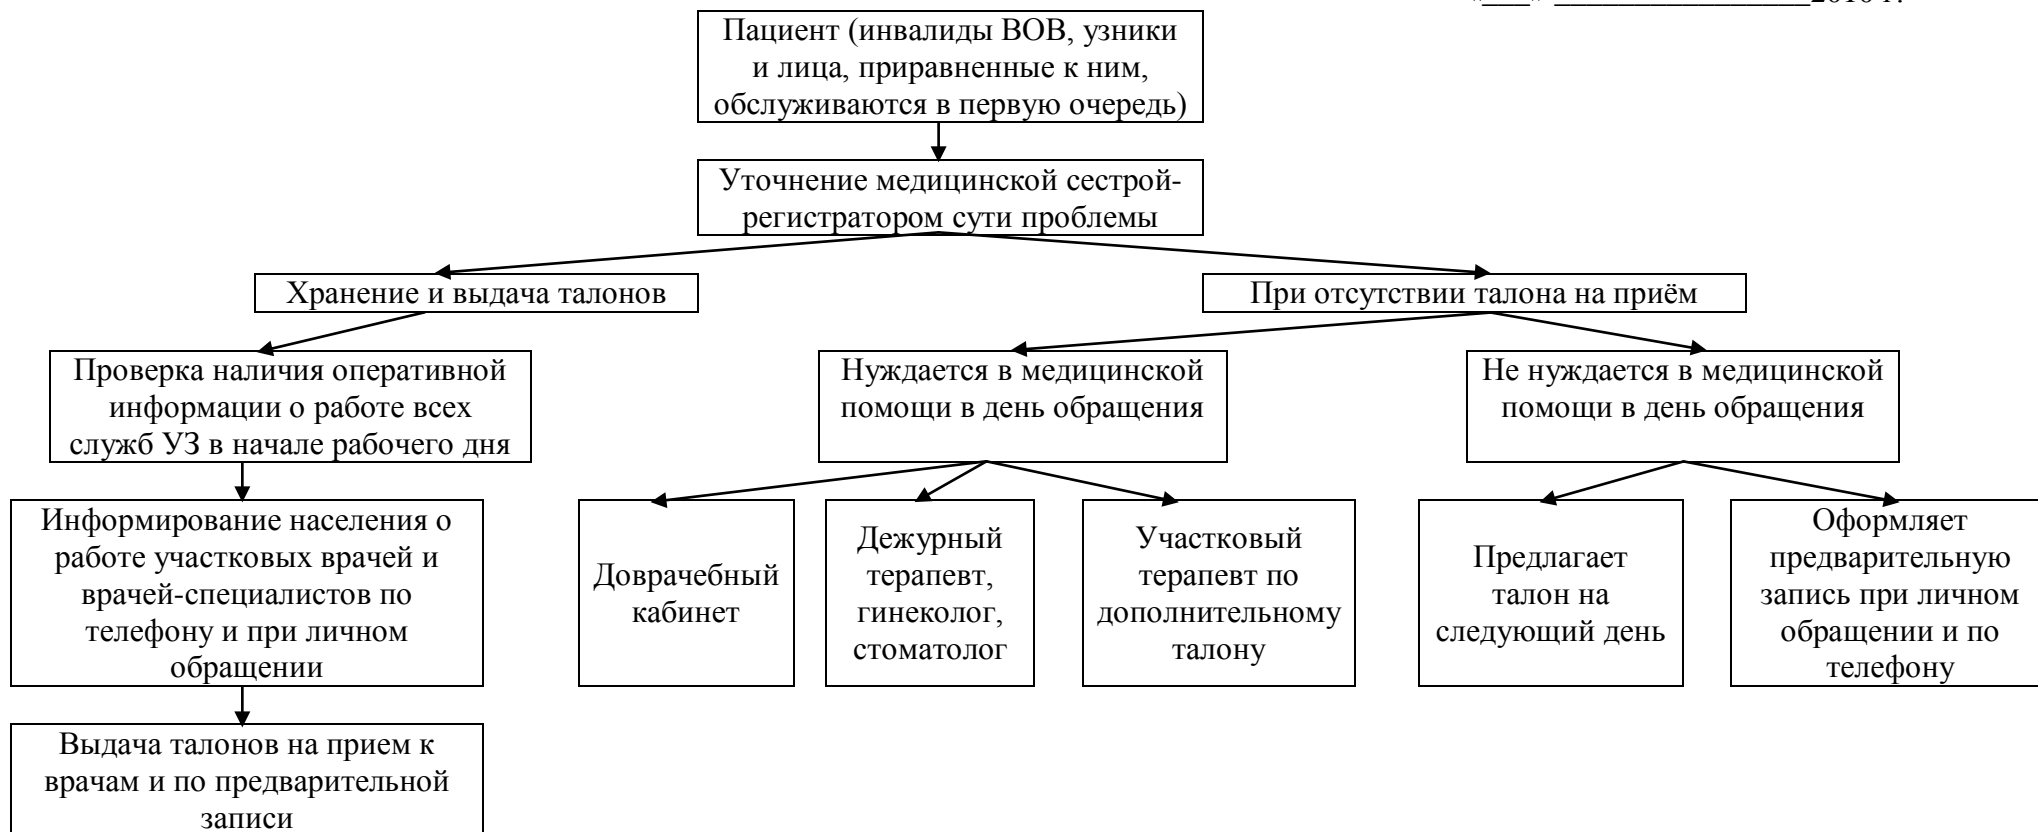 Пациент (инвалиды ВОВ, узники
и лица, приравненные к ним,
обслуживаются в первую очередь)
Уточнение медицинской сестрой-
регистратором сути проблемы
Хранение и выдача талонов
При отсутствии талона на приём
Проверка наличия оперативной
информации о работе всех
служб УЗ в начале рабочего дня
Нуждается в медицинской
помощи в день обращения
Не нуждается в медицинской
помощи в день обращения
Информирование населения о
работе участковых врачей и
врачей-специалистов по
телефону и при личном
обращении
Доврачебный
кабинет
Дежурный
терапевт,
гинеколог,
стоматолог
Участковый
терапевт по
дополнительному
талону
Предлагает
талон на
следующий день
Оформляет
предварительную
запись при личном
обращении и по
телефону
Выдача талонов на прием к
врачам и по предварительной
записи